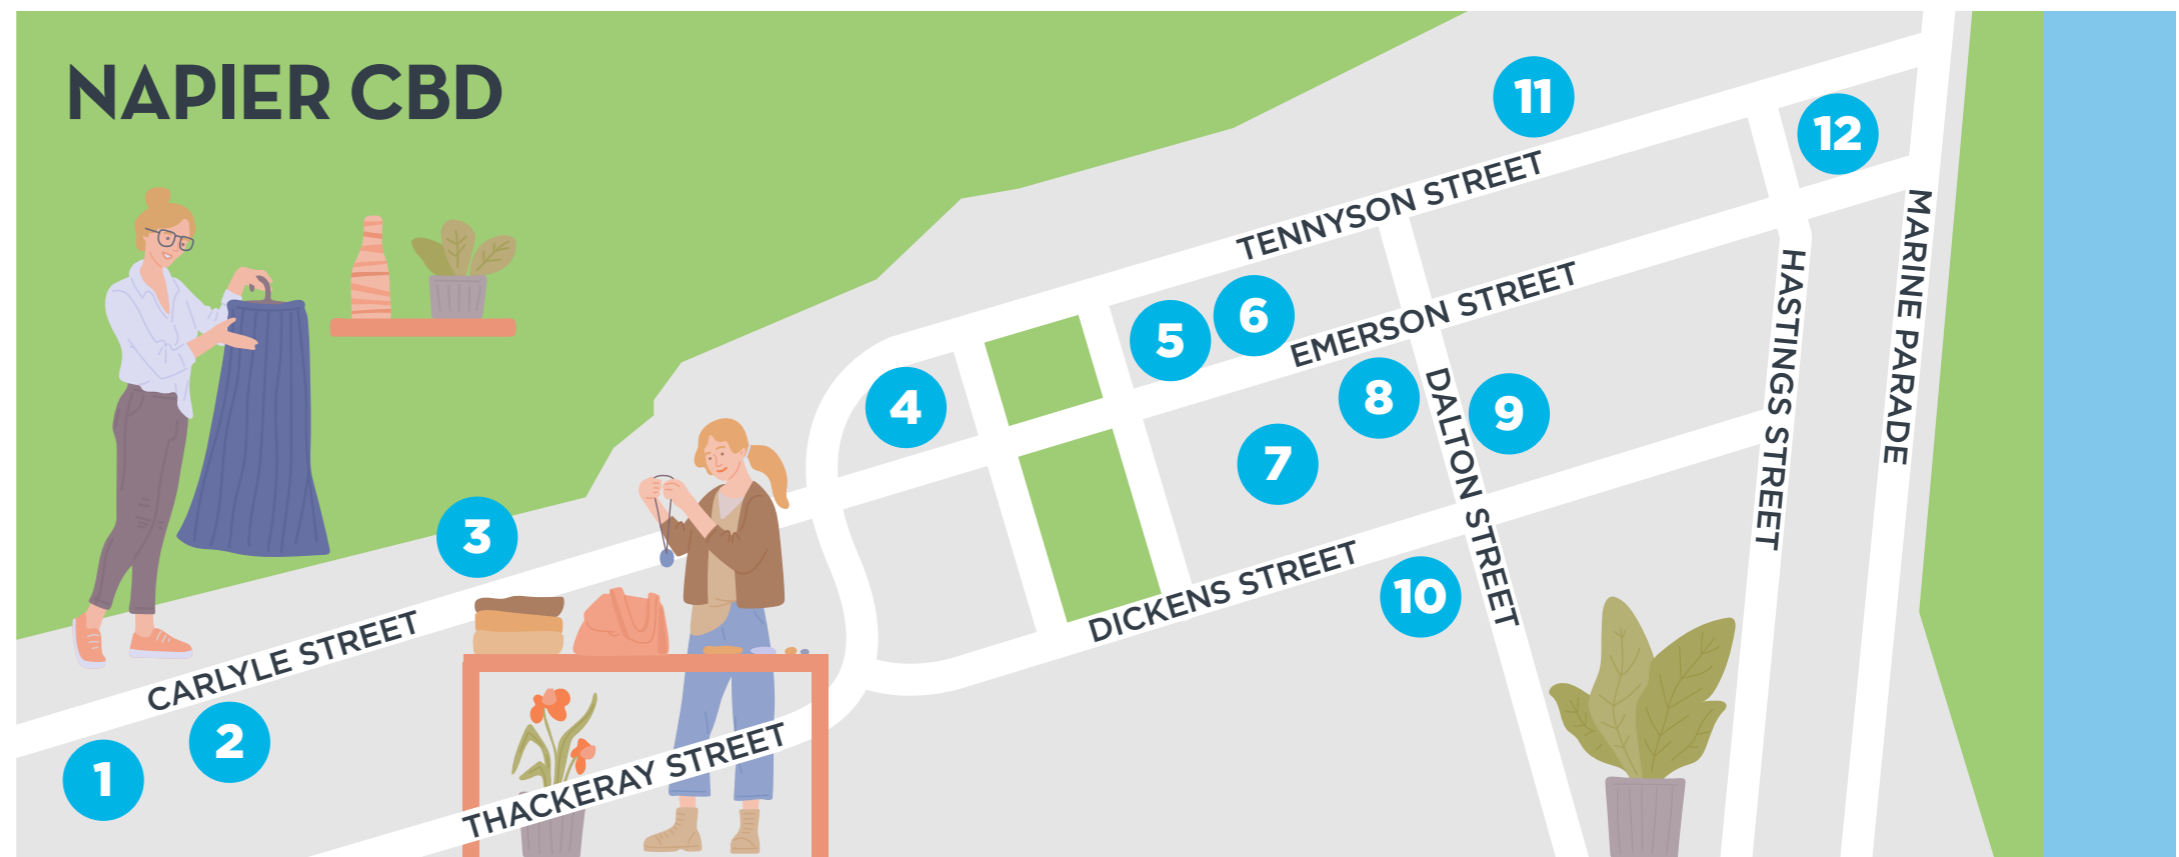 NAPIER CBD
11
12
TENNYSON STREET
MARINE PARADE
5
6
EMERSON STREET
HASTINGS STREET
4
8
DALTON STREET
9
7
3
DICKENS STREET
10
CARLYLE STREET
2
1
THACKERAY STREET